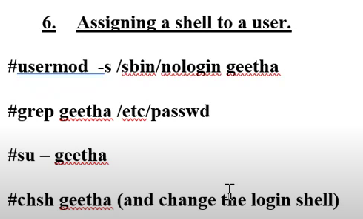 6. Assigning a shell to a user.
#usermod -s /sbin/nologin geetha
#grep geetha /etc/passwd
#su – geetha
#chsh geetha (and change the login shell)